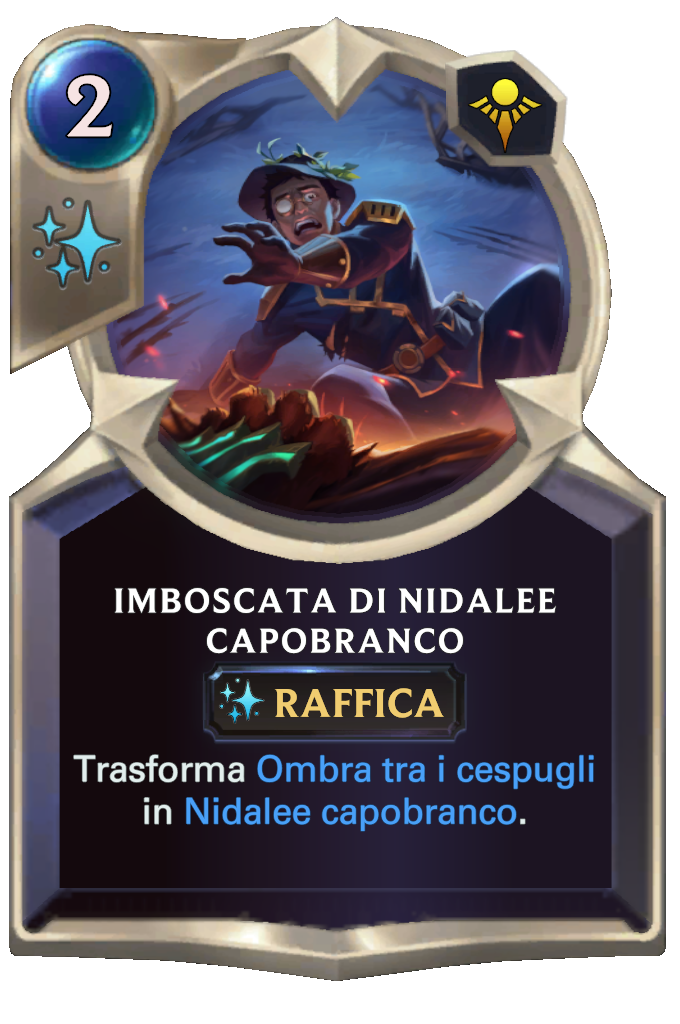 2
IMBOSCATA DI NIDALEE
CAPOBRANCO
RAFFICA
Trasforma Ombra tra i cespugli
in Nidalee capobranco.